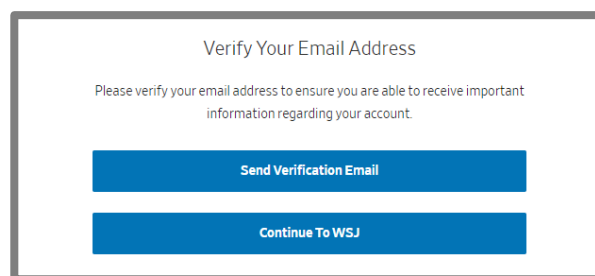 Verify Your Email Address
Please verify your email address to ensure you are able to receive important
information regarding your account.
Send Verification Email
Continue To WSJ